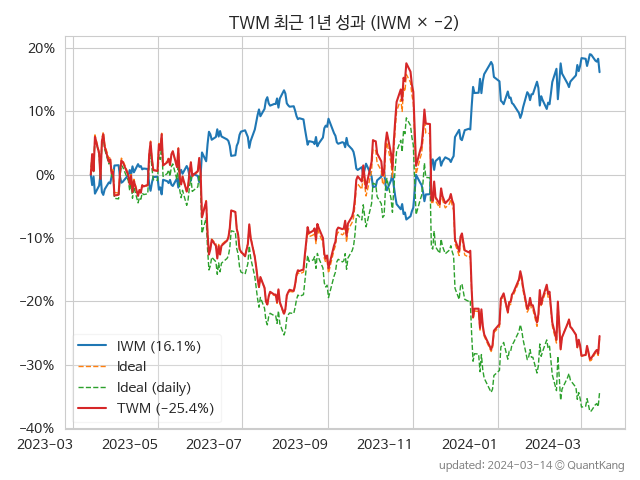 TWM 최근 1년 성과 (IWM × −2)
20%
10%
0%
−10%
−20%
−30%
−40%
IWM (16.1%)
Ideal
Ideal (daily)
TWM (−25.4%)
2023-03
2023-05
2023-07
2023-09
2023-11
2024-01
2024-03
updated: 2024-03-14 © QuantKang